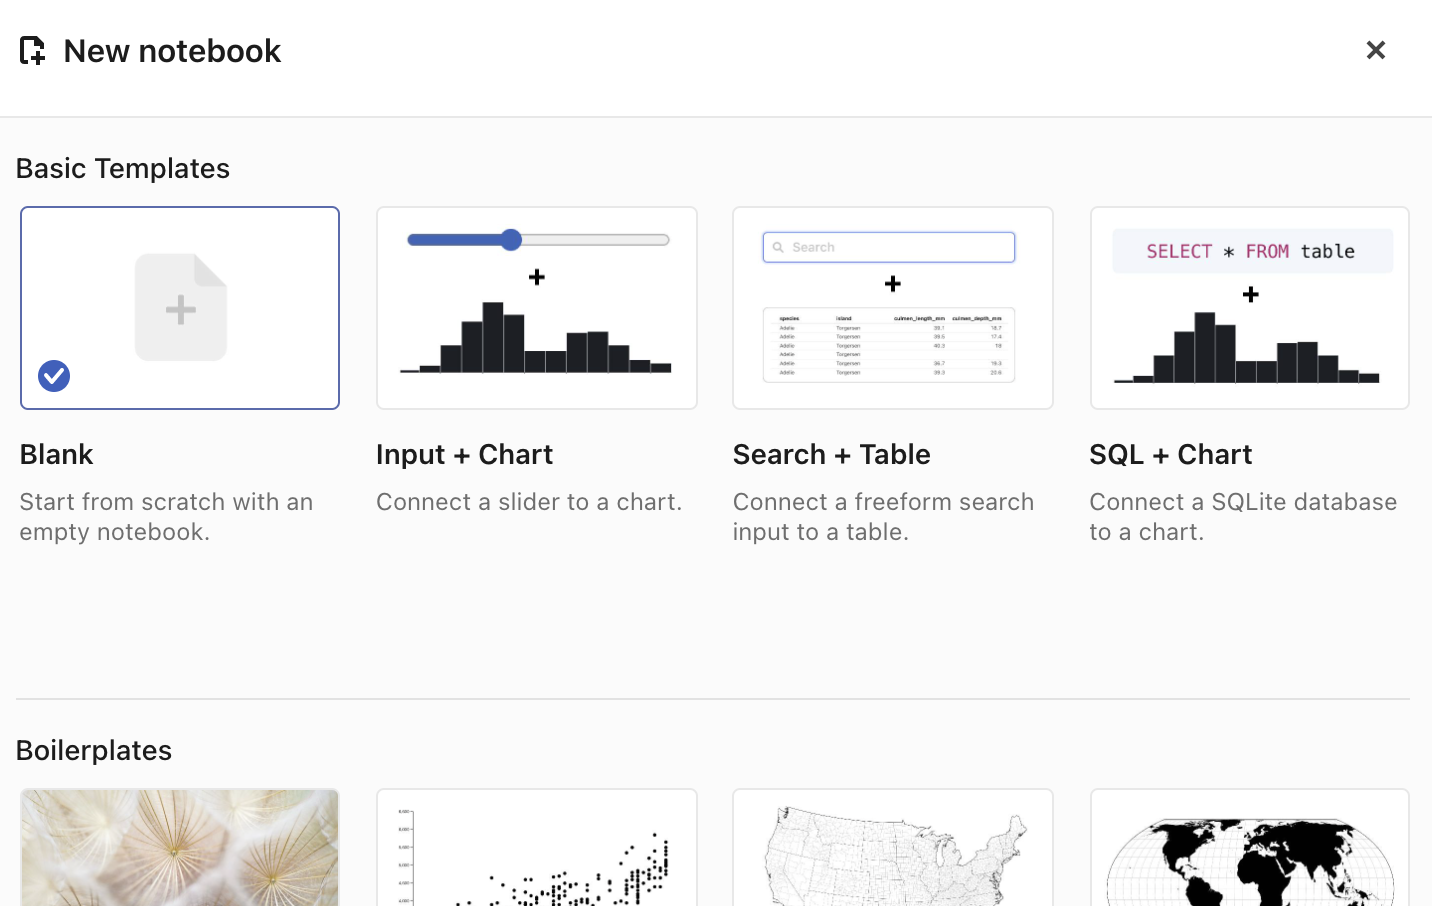 New notebook
Basic Templates
Search
SELECT * FROM table
species island culmen_length_mm culmen_depth_mm
Adelie Torgersen 39.1 18.7
Adelie Torgersen 39.5 17.4
Adelie Torgersen 40.3 18
Adelie Torgersen
Adelie Torgersen 36.7 19.3
Adelie Torgersen 39.3 20.6
Blank
Input + Chart
Search + Table
SQL + Chart
Start from scratch with an
empty notebook.
Connect a slider to a chart.
Connect a freeform search
input to a table.
Connect a SQLite database
to a chart.
Boilerplates